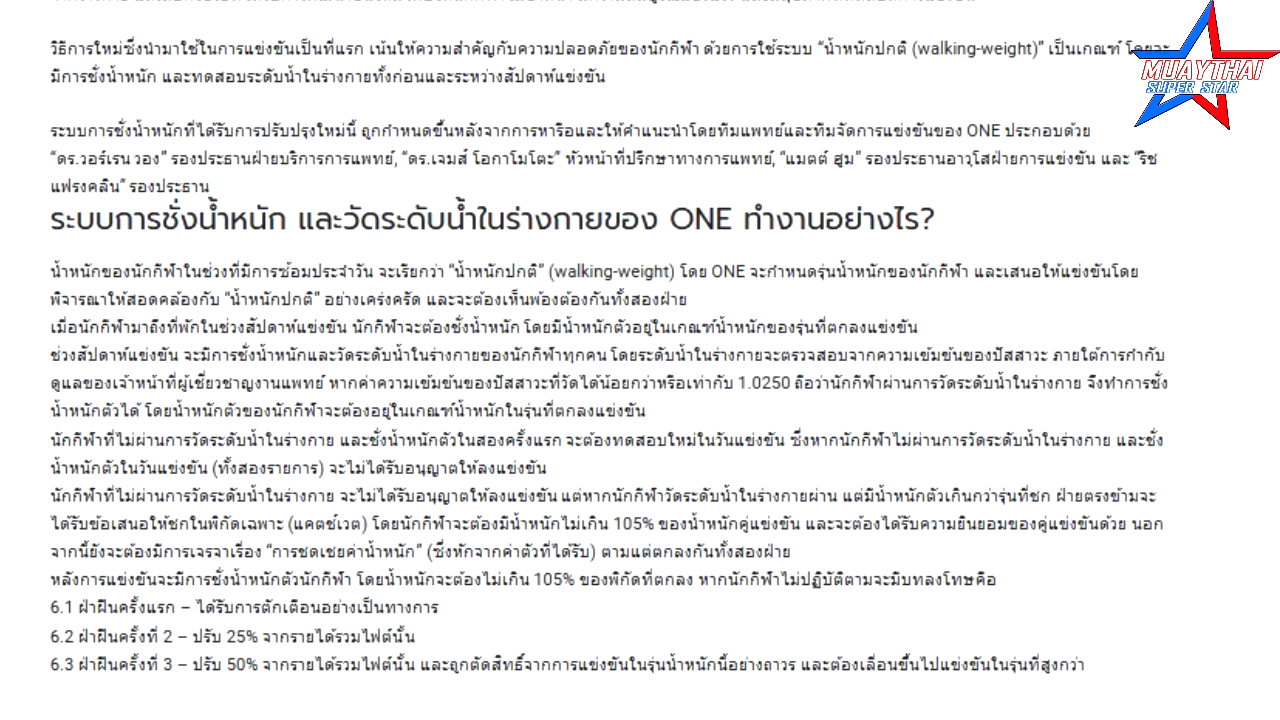 วิธีการใหม่ซึ่งนำมาใช้ในการแข่งขันเป็นที่แรก เน้นให้ความสำคัญกับความปลอดภัยของนักกีฬา ด้วยการใช้ระบบ “น้ำหนักปกติ (walking-weight)” เป็นเกณฑ์ โดยจะ
มีการชั่งน้ำหนัก และทดสอบระดับน้ำในร่างกายทั้งก่อนและระหว่างสัปดาห์แข่งขัน
MUAYTHAI
SUPER STAR
ระบบการชั่งน้ำหนักที่ได้รับการปรับปรุงใหม่นี้ ถูกกำหนดขึ้นหลังจากการหารือและให้คำแนะนำโดยทีมแพทย์และทีมจัดการแข่งขันของ ONE ประกอบด้วย
“ดร.วอร์เรน วอง” รองประธานฝ่ายบริการการแพทย์, “ดร.เจมส์ โอกาโมโตะ” หัวหน้าที่ปรึกษาทางการแพทย์, “แมตต์ ฮูม” รองประธานอาวุโสฝ่ายการแข่งขัน และ “ริช
แฟรงคลิน” รองประธาน
ระบบการชั่งน้ำหนัก และวัดระดับน้ำในร่างกายของ ONE ทำงานอย่างไร?
น้ำหนักของนักกีฬาในช่วงที่มีการซ้อมประจำวัน จะเรียกว่า “น้ำหนักปกติ” (walking-weight) โดย ONE จะกำหนดรุ่นน้ำหนักของนักกีฬา และเสนอให้แข่งขันโดย
พิจารณาให้สอดคล้องกับ “น้ำหนักปกติ” อย่างเคร่งครัด และจะต้องเห็นพ้องต้องกันทั้งสองฝ่าย
เมื่อนักกีฬามาถึงที่พักในช่วงสัปดาห์แข่งขัน นักกีฬาจะต้องชั่งน้ำหนัก โดยมีน้ำหนักตัวอยู่ในเกณฑ์น้ำหนักของรุ่นที่ตกลงแข่งขัน
ช่วงสัปดาห์แข่งขัน จะมีการชั่งน้ำหนักและวัดระดับน้ำในร่างกายของนักกีฬาทุกคน โดยระดับน้ำในร่างกายจะตรวจสอบจากความเข้มข้นของปัสสาวะ ภายใต้การกำกับ
ดูแลของเจ้าหน้าที่ผู้เชี่ยวชาญงานแพทย์ หากค่าความเข้มข้นของปัสสาวะที่วัดได้น้อยกว่าหรือเท่ากับ 1.0250 ถือว่านักกีฬาผ่านการวัดระดับน้ำในร่างกาย จึงทำการชั่ง
น้ำหนักตัวได้ โดยน้ำหนักตัวของนักกีฬาจะต้องอยู่ในเกณฑ์น้ำหนักในรุ่นที่ตกลงแข่งขัน
นักกีฬาที่ไม่ผ่านการวัดระดับน้ำในร่างกาย และชั่งน้ำหนักตัวในสองครั้งแรก จะต้องทดสอบใหม่ในวันแข่งขัน ซึ่งหากนักกีฬาไม่ผ่านการวัดระดับน้ำในร่างกาย และชั่ง
น้ำหนักตัวในวันแข่งขัน (ทั้งสองรายการ) จะไม่ได้รับอนุญาตให้ลงแข่งขัน
นักกีฬาที่ไม่ผ่านการวัดระดับน้ำในร่างกาย จะไม่ได้รับอนุญาตให้ลงแข่งขัน แต่หากนักกีฬาวัดระดับน้ำในร่างกายผ่าน แต่มีน้ำหนักตัวเกินกว่ารุ่นที่ชก ฝ่ายตรงข้ามจะ
ได้รับข้อเสนอให้ชกในพิกัดเฉพาะ (แคตช์เวต) โดยนักกีฬาจะต้องมีน้ำหนักไม่เกิน 105% ของน้ำหนักคู่แข่งขัน และจะต้องได้รับความยินยอมของคู่แข่งขันด้วย นอก
จากนี้ยังจะต้องมีการเจรจาเรื่อง “การชดเชยค่าน้ำหนัก” (ซึ่งหักจากค่าตัวที่ได้รับ) ตามแต่ตกลงกันทั้งสองฝ่าย
หลังการแข่งขันจะมีการชั่งน้ำหนักตัวนักกีฬา โดยน้ำหนักจะต้องไม่เกิน 105% ของพิกัดที่ตกลง หากนักกีฬาไม่ปฏิบัติตามจะมีบทลงโทษคือ
6.1 ฝ่าฝืนครั้งแรก – ได้รับการตักเตือนอย่างเป็นทางการ
6.2 ฝ่าฝืนครั้งที่ 2 – ปรับ 25% จากรายได้รวมไฟต์นั้น
6.3 ฝ่าฝืนครั้งที่ 3 – ปรับ 50% จากรายได้รวมไฟต์นั้น และถูกตัดสิทธิ์จากการแข่งขันในรุ่นน้ำหนักนี้อย่างถาวร และต้องเลื่อนขึ้นไปแข่งขันในรุ่นที่สูงกว่า